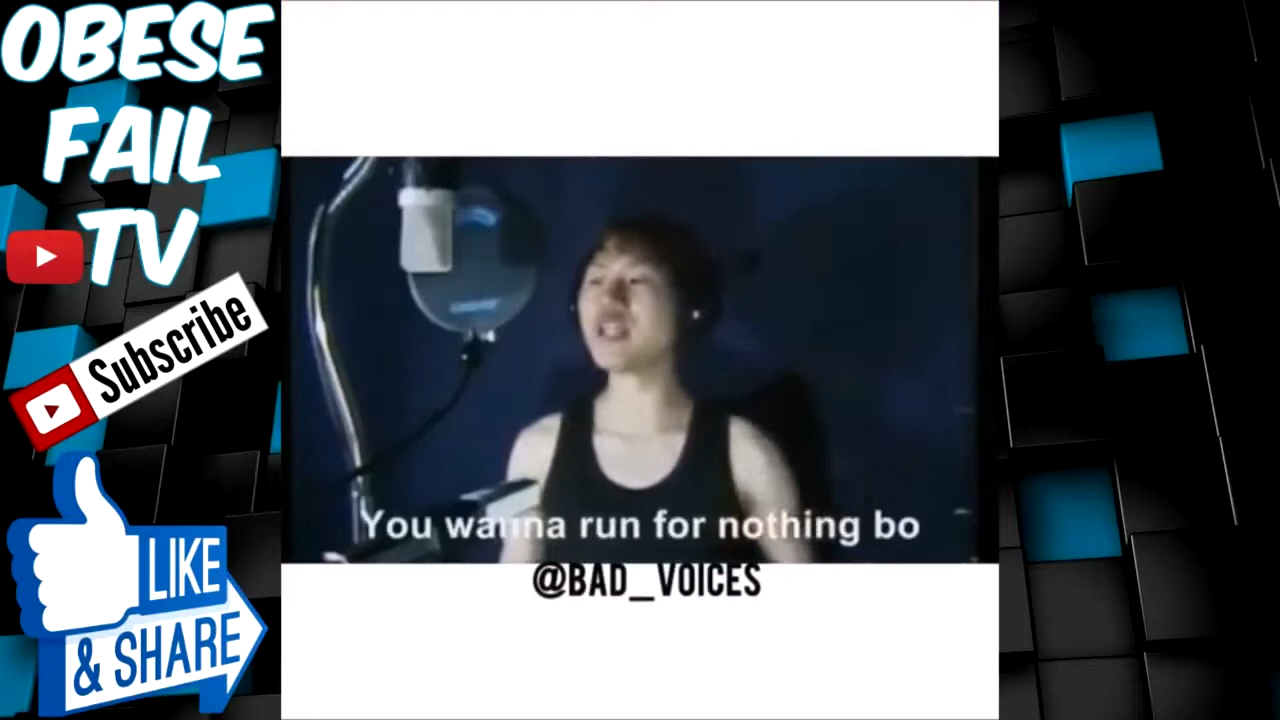 OBESE
FAIL
TV
Subscribe
LIKE
& SHARE
You wanna run for nothing bo
@BAD_VOICES